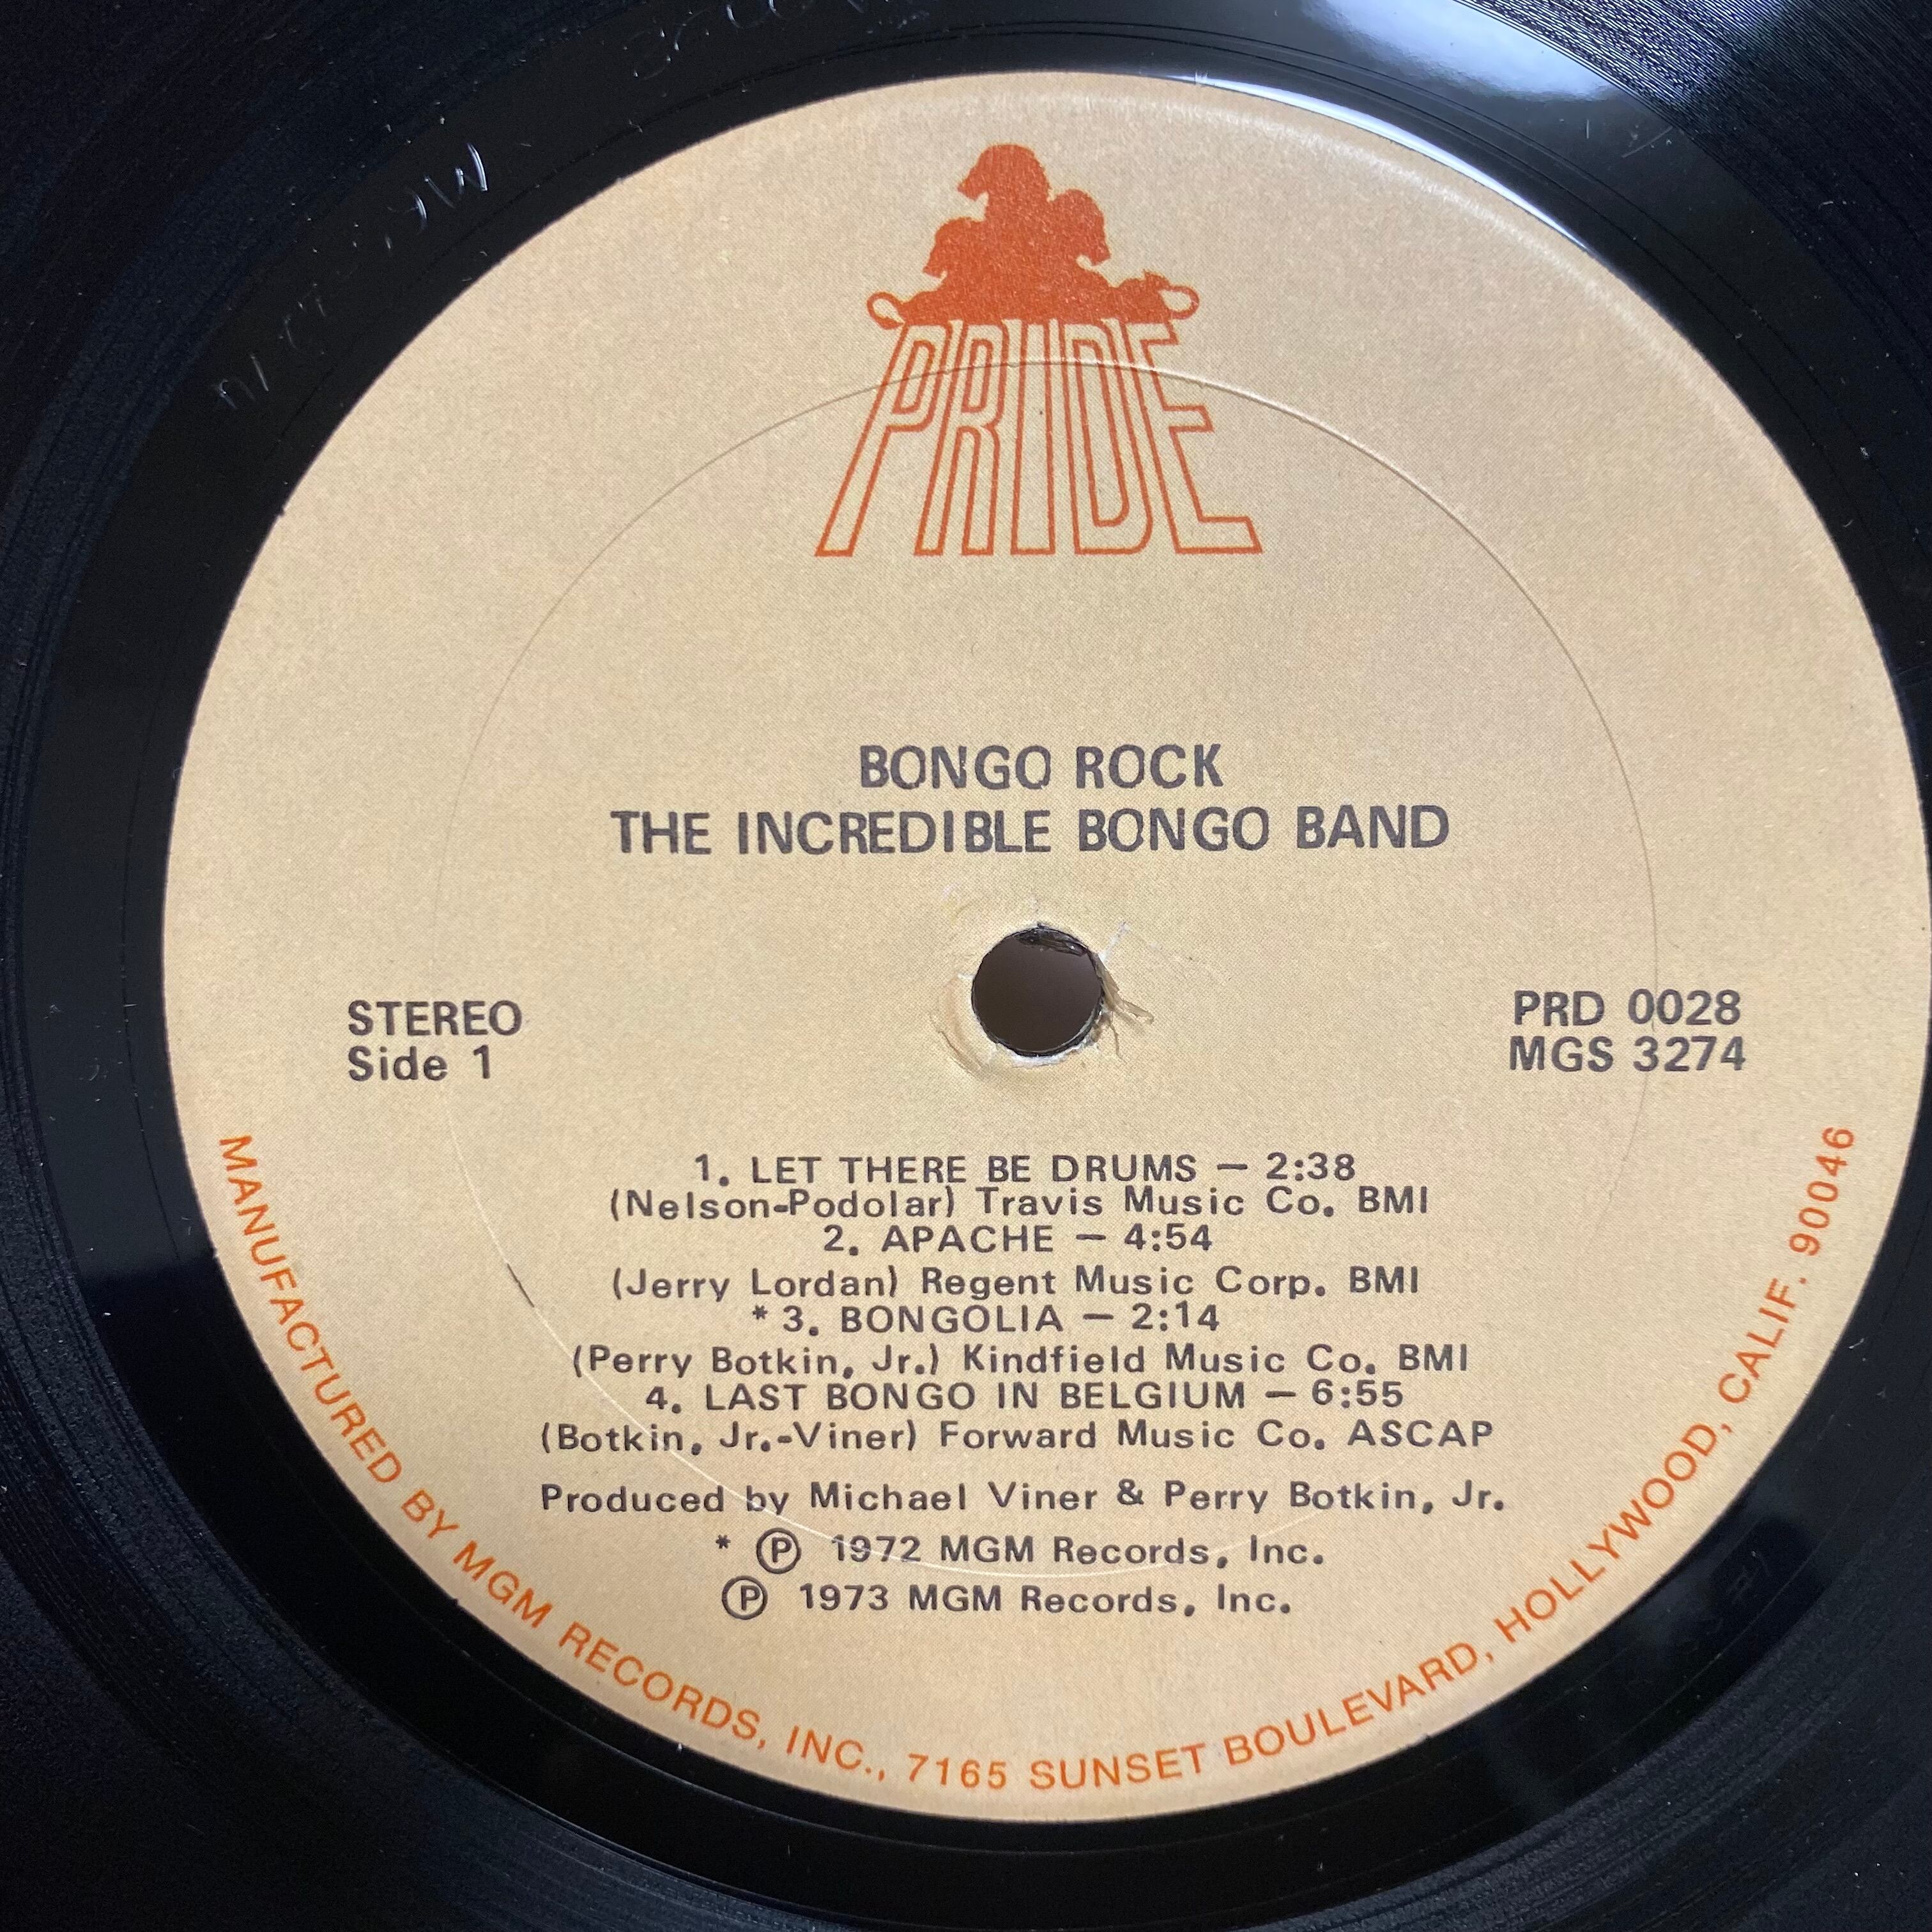 PRIDE
BONGO ROCK
THE INCREDIBLE BONGO BAND
STEREO
Side 1
PRD 0028
MGS 3274
1. LET THERE BE DRUMS — 2:38
(Nelson-Podolar) Travis Music Co. BMI
2. APACHE — 4:54
(Jerry Lordan) Regent Music Corp. BMI
* 3. BONGOLIA — 2:14
(Perry Botkin, Jr.) Kindfield Music Co. BMI
4. LAST BONGO IN BELGIUM — 6:55
(Botkin, Jr.-Viner) Forward Music Co. ASCAP
Produced by Michael Viner & Perry Botkin, Jr.
* Ⓟ 1972 MGM Records, Inc.
Ⓟ 1973 MGM Records, Inc.
MANUFACTURED BY MGM RECORDS, INC., 7165 SUNSET BOULEVARD, HOLLYWOOD, CALIF. 90046